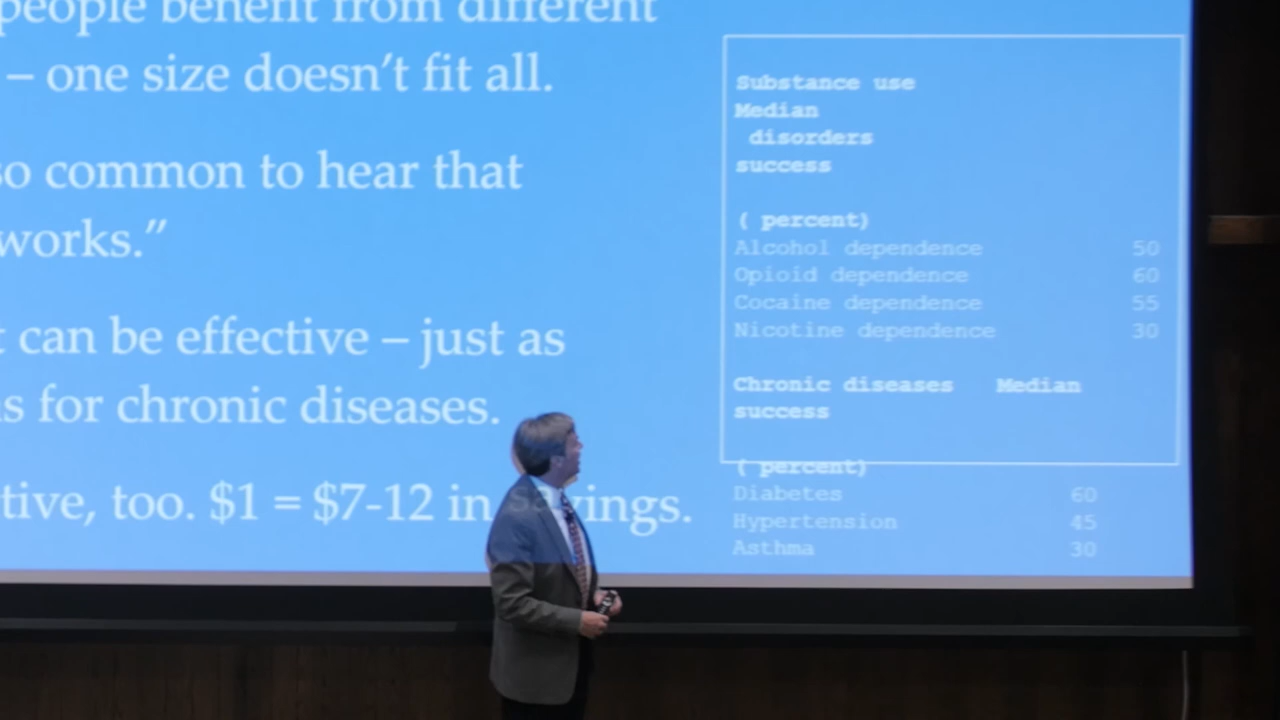 people benefit from different
– one size doesn't fit all.
so common to hear that
works.”
can be effective – just as
s for chronic diseases.
tive, too. $1 = $7-12 in savings.
Substance use
Median
disorders
success
( percent)
Alcohol dependence 50
Opioid dependence 60
Cocaine dependence 55
Nicotine dependence 30
Chronic diseases Median
success
( percent)
Diabetes 60
Hypertension 45
Asthma 30